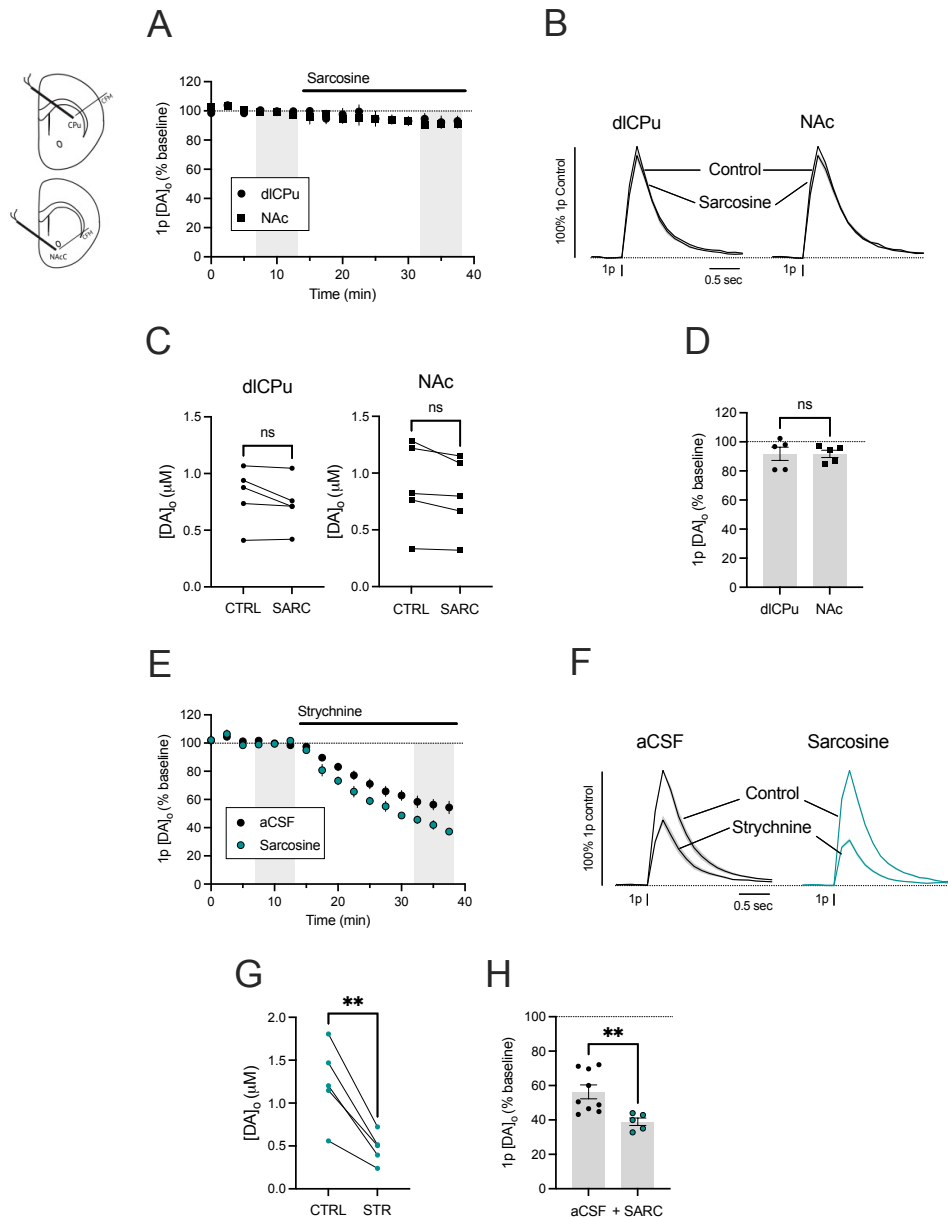 A
Sarcosine
1p [DA]o (% baseline)
120
100
80
60
40
20
0
dlCPu
NAc
0
10
20
30
40
Time (min)
CFM
CPu
CFM
NAcC
B
dlCPu
NAc
Control
Sarcosine
100% 1p Control
1p
0.5 sec
1p
C
dlCPu
ns
[DA]o (µM)
1.5
1.0
0.5
0.0
CTRL SARC
NAc
ns
[DA]o (µM)
1.5
1.0
0.5
0.0
CTRL SARC
D
ns
1p [DA]o (% baseline)
120
100
80
60
40
20
0
dlCPu NAc
E
Strychnine
1p [DA]o (% baseline)
120
100
80
60
40
20
0
aCSF
Sarcosine
0
10
20
30
40
Time (min)
F
aCSF
Sarcosine
Control
Strychnine
100% 1p control
1p
0.5 sec
1p
G
**
[DA]o (µM)
2.0
1.5
1.0
0.5
0.0
CTRL STR
H
**
1p [DA]o (% baseline)
100
80
60
40
20
0
aCSF + SARC